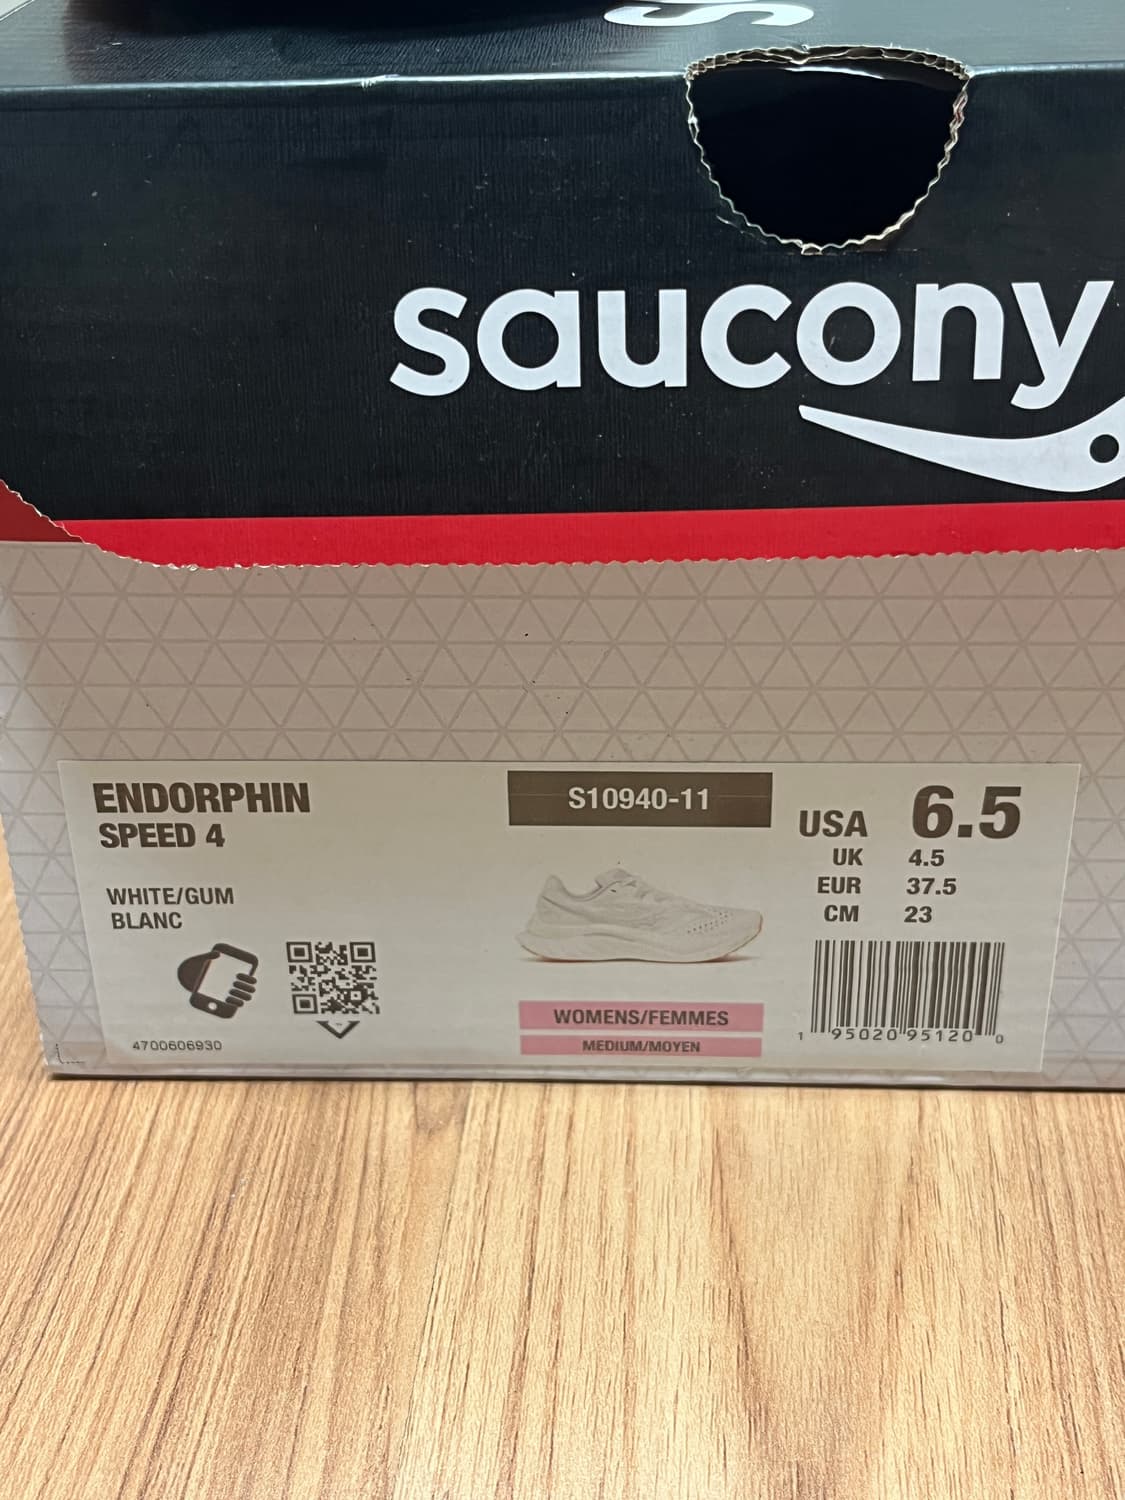 saucony
ENDORPHIN
SPEED 4
WHITE/GUM
BLANC
4700606930
S10940-11
WOMENS/FEMMES
MEDIUM/MOYEN
USA 6.5
UK 4.5
EUR 37.5
CM 23
1 95020 95120 0